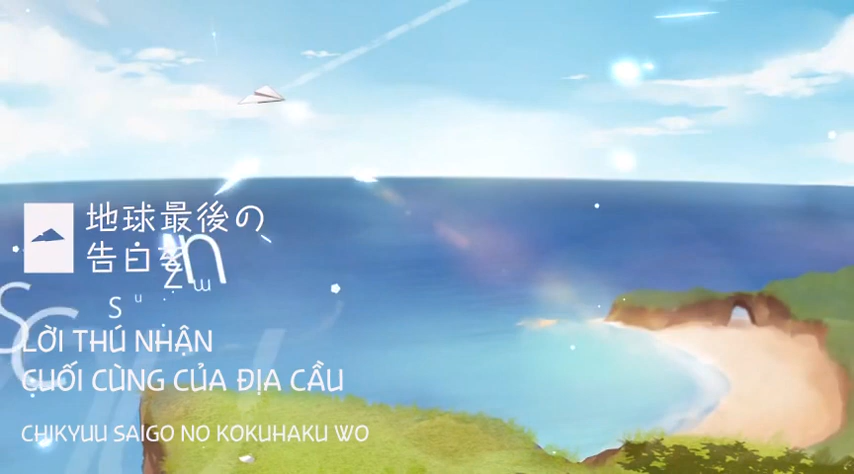 地球最後の
告白を
LỜI THÚ NHẬN
CUỐI CÙNG CỦA ĐỊA CẦU
CHIKYUU SAIGO NO KOKUHAKU WO